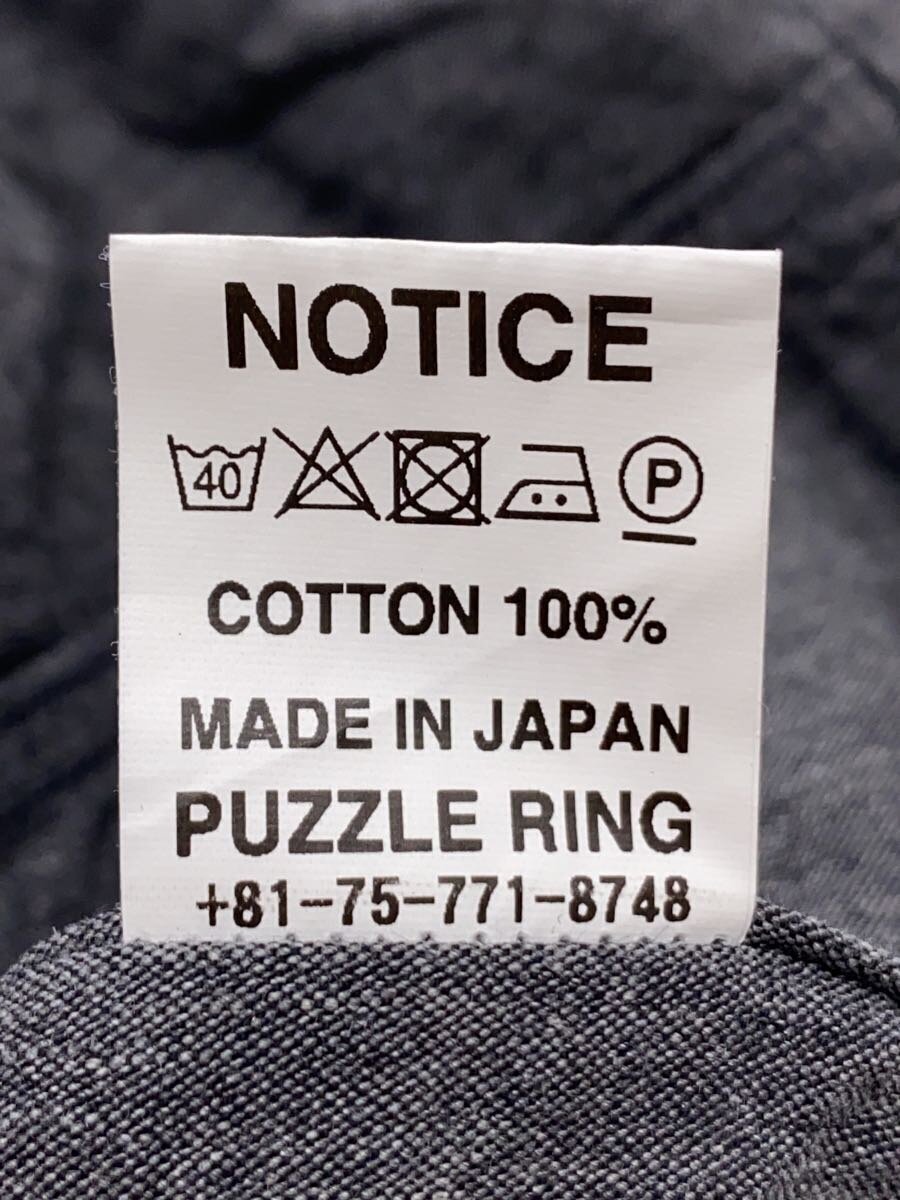 NOTICE
40 P
COTTON 100%
MADE IN JAPAN
PUZZLE RING
+81-75-771-8748